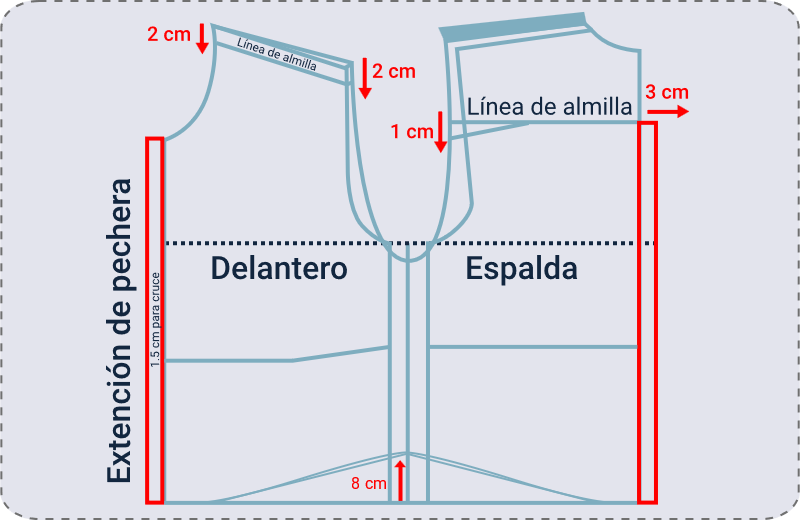 2 cm
Línea de almilla
2 cm
3 cm
Línea de almilla
1 cm
Delantero
Espalda
Extención de pechera
1.5 cm para cruce
8 cm